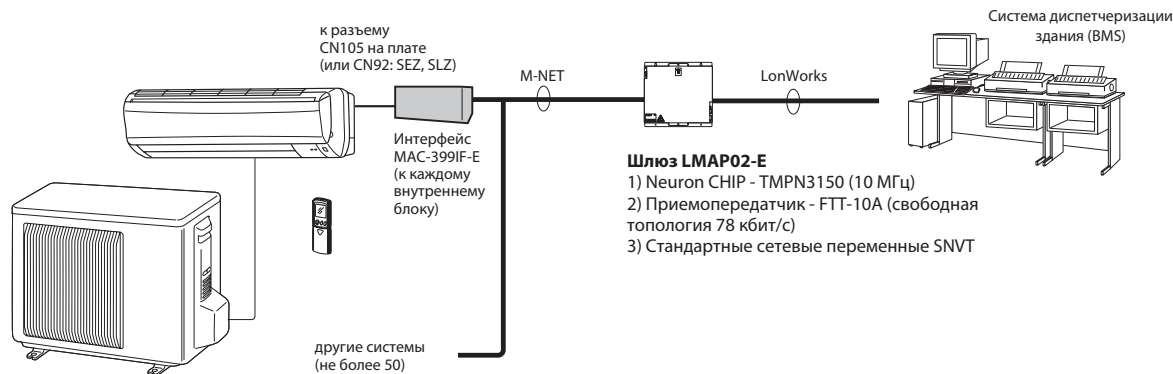 к разъему
CN105 на плате
(или CN92: SEZ, SLZ)
M-NET
LonWorks
Система диспетчеризации
здания (BMS)
Интерфейс
MAC-399IF-E
(к каждому
внутреннему
блоку)
Шлюз LMAP02-E
1) Neuron CHIP - TMPN3150 (10 МГц)
2) Приемопередатчик - FTT-10A (свободная
топология 78 кбит/с)
3) Стандартные сетевые переменные SNVT
другие системы
(не более 50)